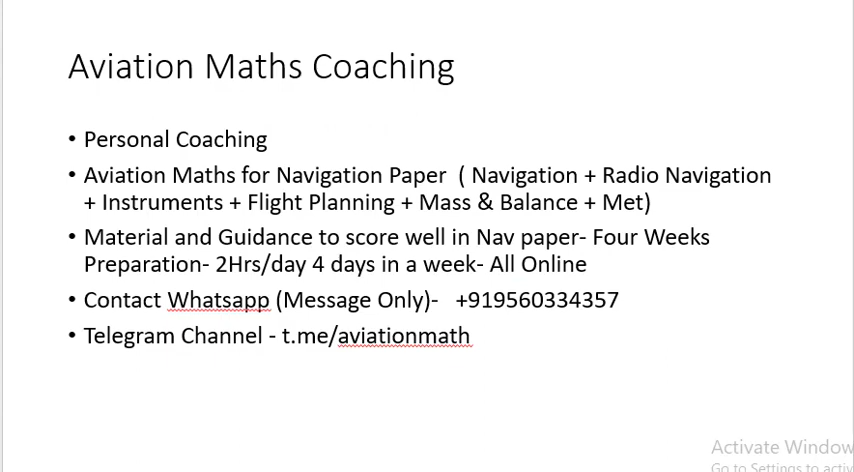 Aviation Maths Coaching
• Personal Coaching
• Aviation Maths for Navigation Paper ( Navigation + Radio Navigation
+ Instruments + Flight Planning + Mass & Balance + Met)
• Material and Guidance to score well in Nav paper- Four Weeks
Preparation- 2Hrs/day 4 days in a week- All Online
• Contact Whatsapp (Message Only)- +919560334357
• Telegram Channel - t.me/aviationmath
Activate Window
Go to Settings to activ